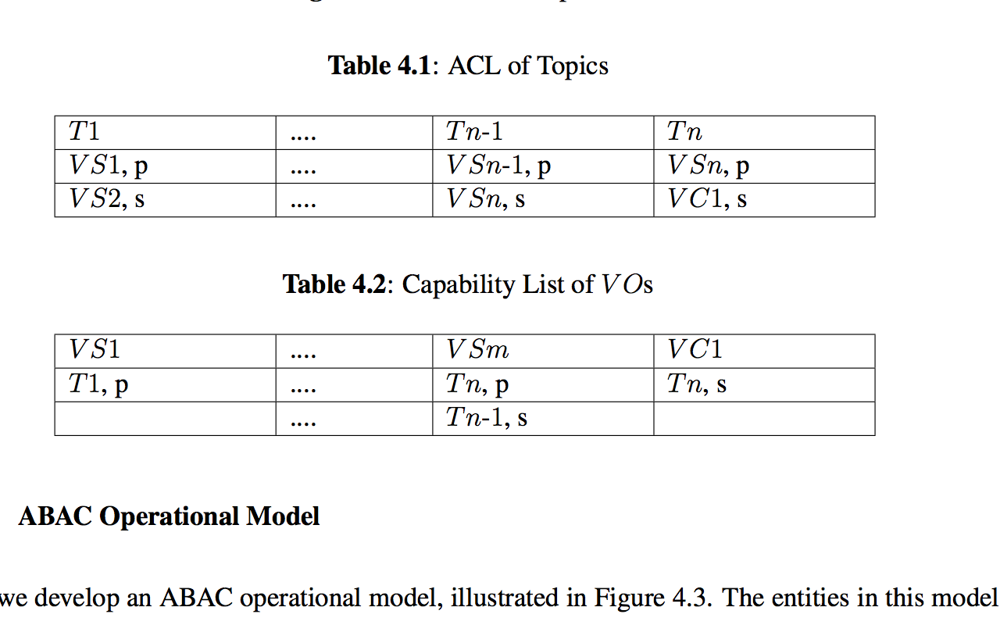 Table 4.1: ACL of Topics
T1 .... Tn-1 Tn
VS1, p .... VSn-1, p VSn, p
VS2, s .... VSn, s VC1, s
Table 4.2: Capability List of VOs
VS1 .... VSm VC1
T1, p .... Tn, p Tn, s
.... Tn-1, s
ABAC Operational Model
we develop an ABAC operational model, illustrated in Figure 4.3. The entities in this model